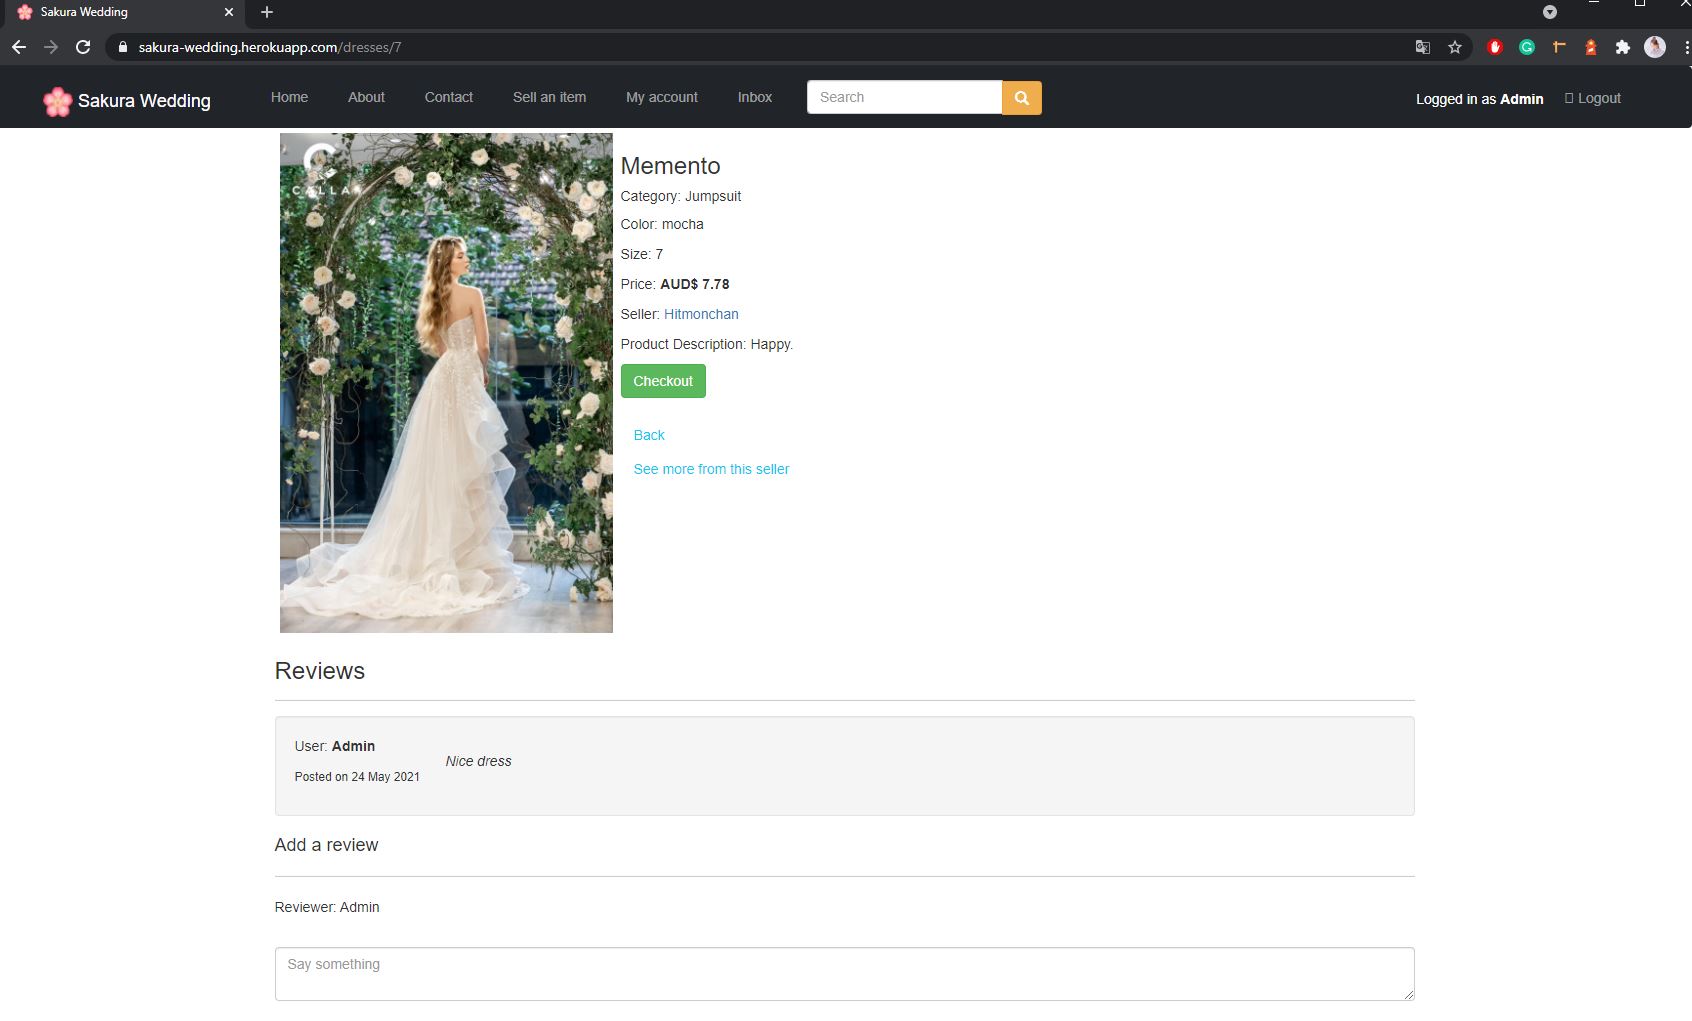 Sakura Wedding
sakura-wedding.herokuapp.com/dresses/7
Sakura Wedding Home About Contact Sell an item My account Inbox Search Logged in as Admin Logout
CALLA
Memento
Category: Jumpsuit
Color: mocha
Size: 7
Price: AUD$ 7.78
Seller: Hitmonchan
Product Description: Happy.
Checkout
Back
See more from this seller
Reviews
User: Admin
Nice dress
Posted on 24 May 2021
Add a review
Reviewer: Admin
Say something